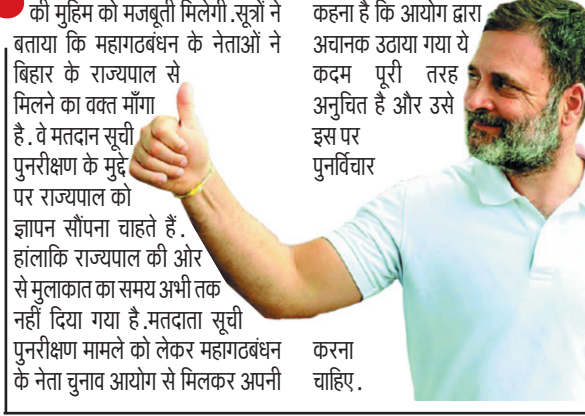 की मुहिम को मजबूती मिलेगी.सूत्रों ने
बताया कि महागठबंधन के नेताओं ने
बिहार के राज्यपाल से
मिलने का वक्त माँगा
है. वे मतदान सूची
पुनरीक्षण के मुद्दे
पर राज्यपाल को
ज्ञापन सौंपना चाहते हैं.
हांलाकि राज्यपाल की ओर
से मुलाकात का समय अभी तक
नहीं दिया गया है.मतदाता सूची
पुनरीक्षण मामले को लेकर महागठबंधन
के नेता चुनाव आयोग से मिलकर अपनी
कहना है कि आयोग द्वारा
अचानक उठाया गया ये
कदम पूरी तरह
अनुचित है और उसे
इस पर
पुनर्विचार
करना
चाहिए.